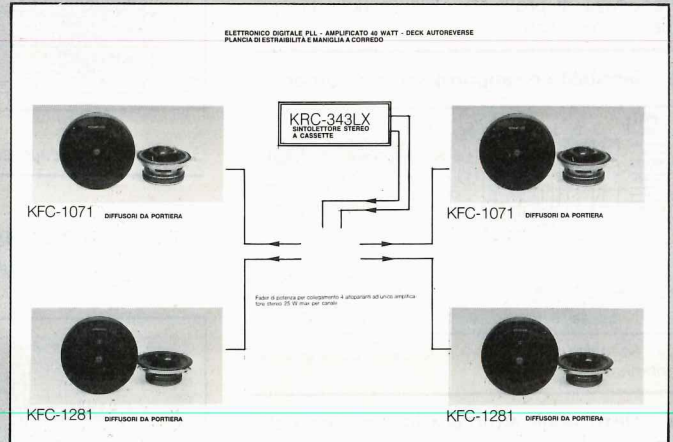 ELETTRONICO DIGITALE PLL - AMPLIFICATO 40 WATT - DECK AUTOREVERSE
PLANCIA DI ESTRAIBILITÀ E MANIGLIA A CORREDO
KRC-343LX
SINTOLETTORE STEREO
A CASSETTE
KFC-1071 DIFFUSORI DA PORTIERA
KFC-1071 DIFFUSORI DA PORTIERA
Fader di potenza per collegamento 4 altoparlanti ad unico amplifica-
tore stereo 25 W max per canale
KFC-1281 DIFFUSORI DA PORTIERA
KFC-1281 DIFFUSORI DA PORTIERA